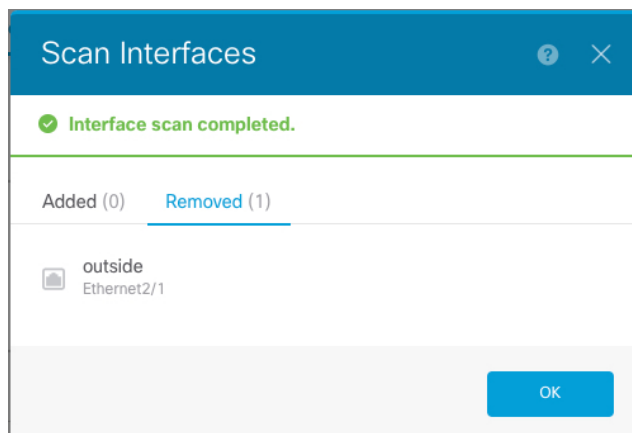 Scan Interfaces
?
Interface scan completed.
Added (0) Removed (1)
outside
Ethernet2/1
OK